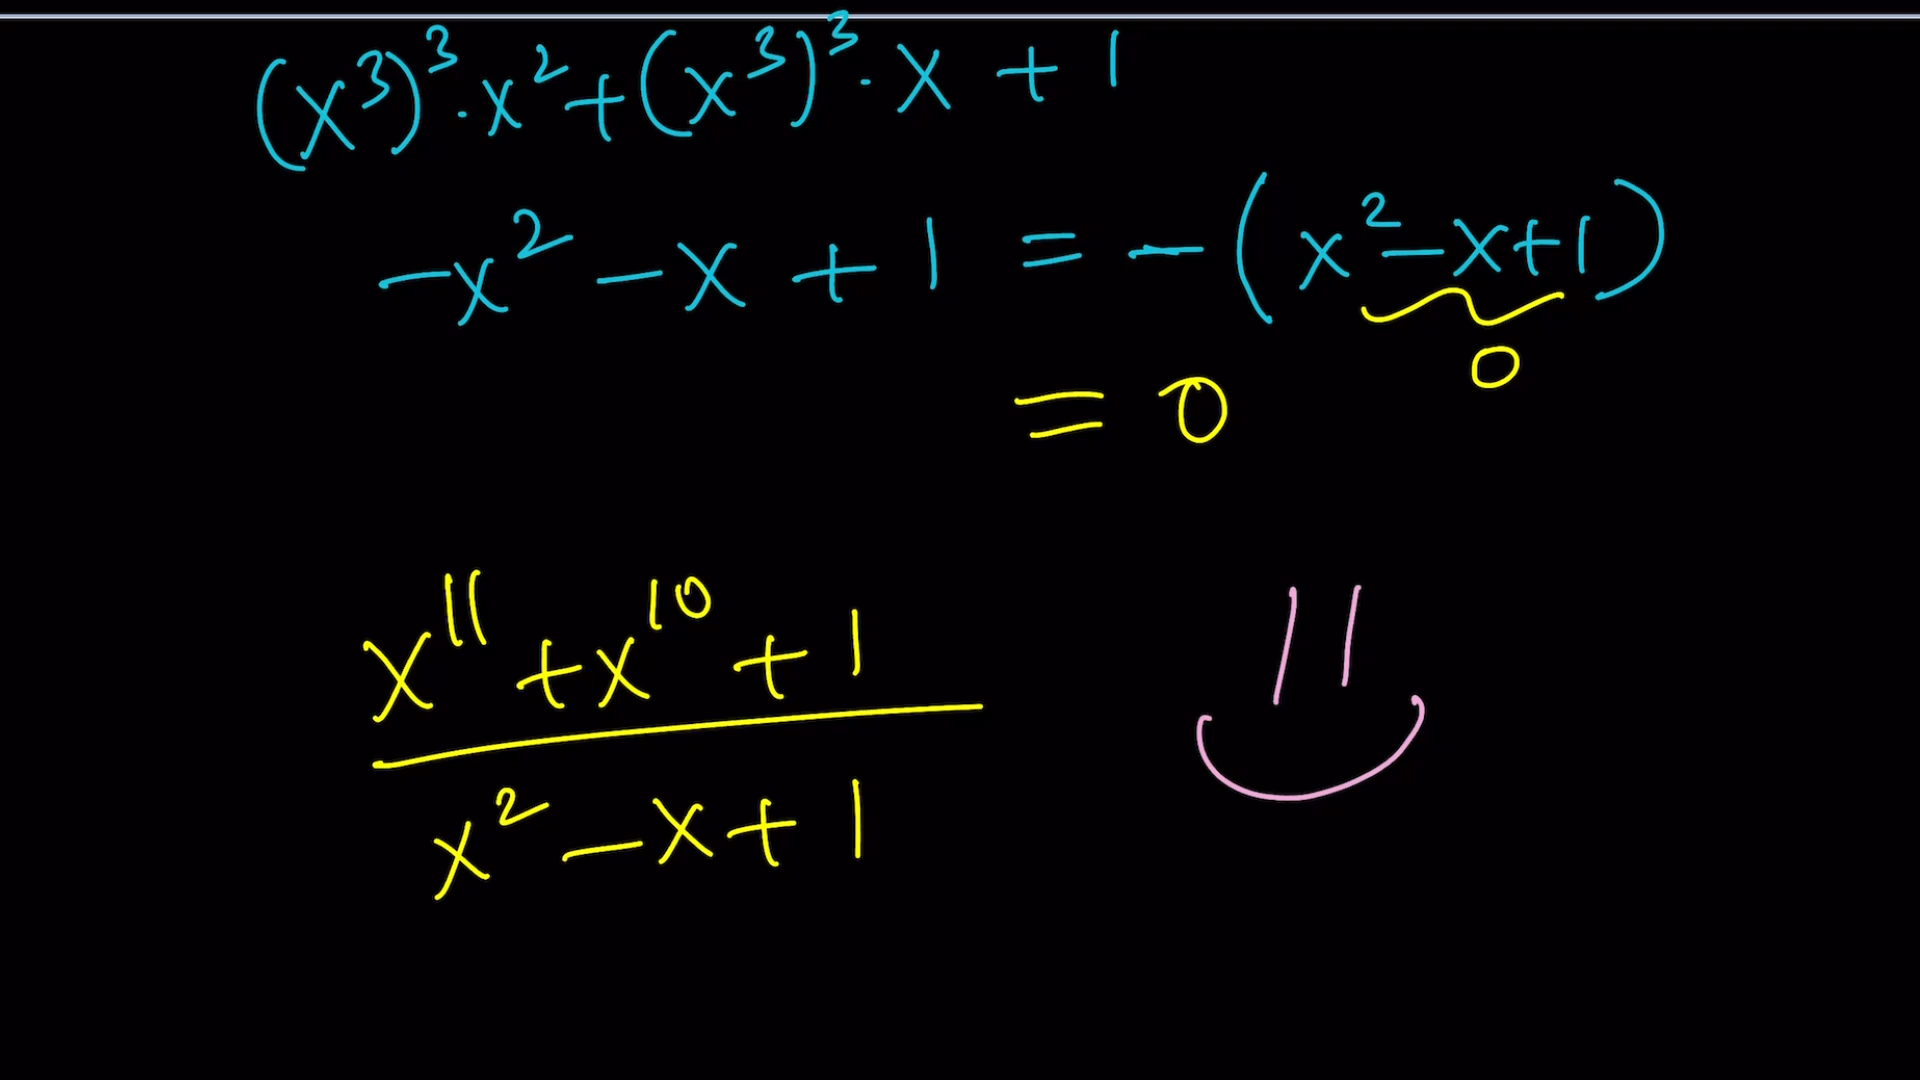 (x³)³·x²+(x³)³·x+1
-x²-x+1=-(x²-x+1)
0
=0
x¹¹+x¹⁰+1
x²-x+1